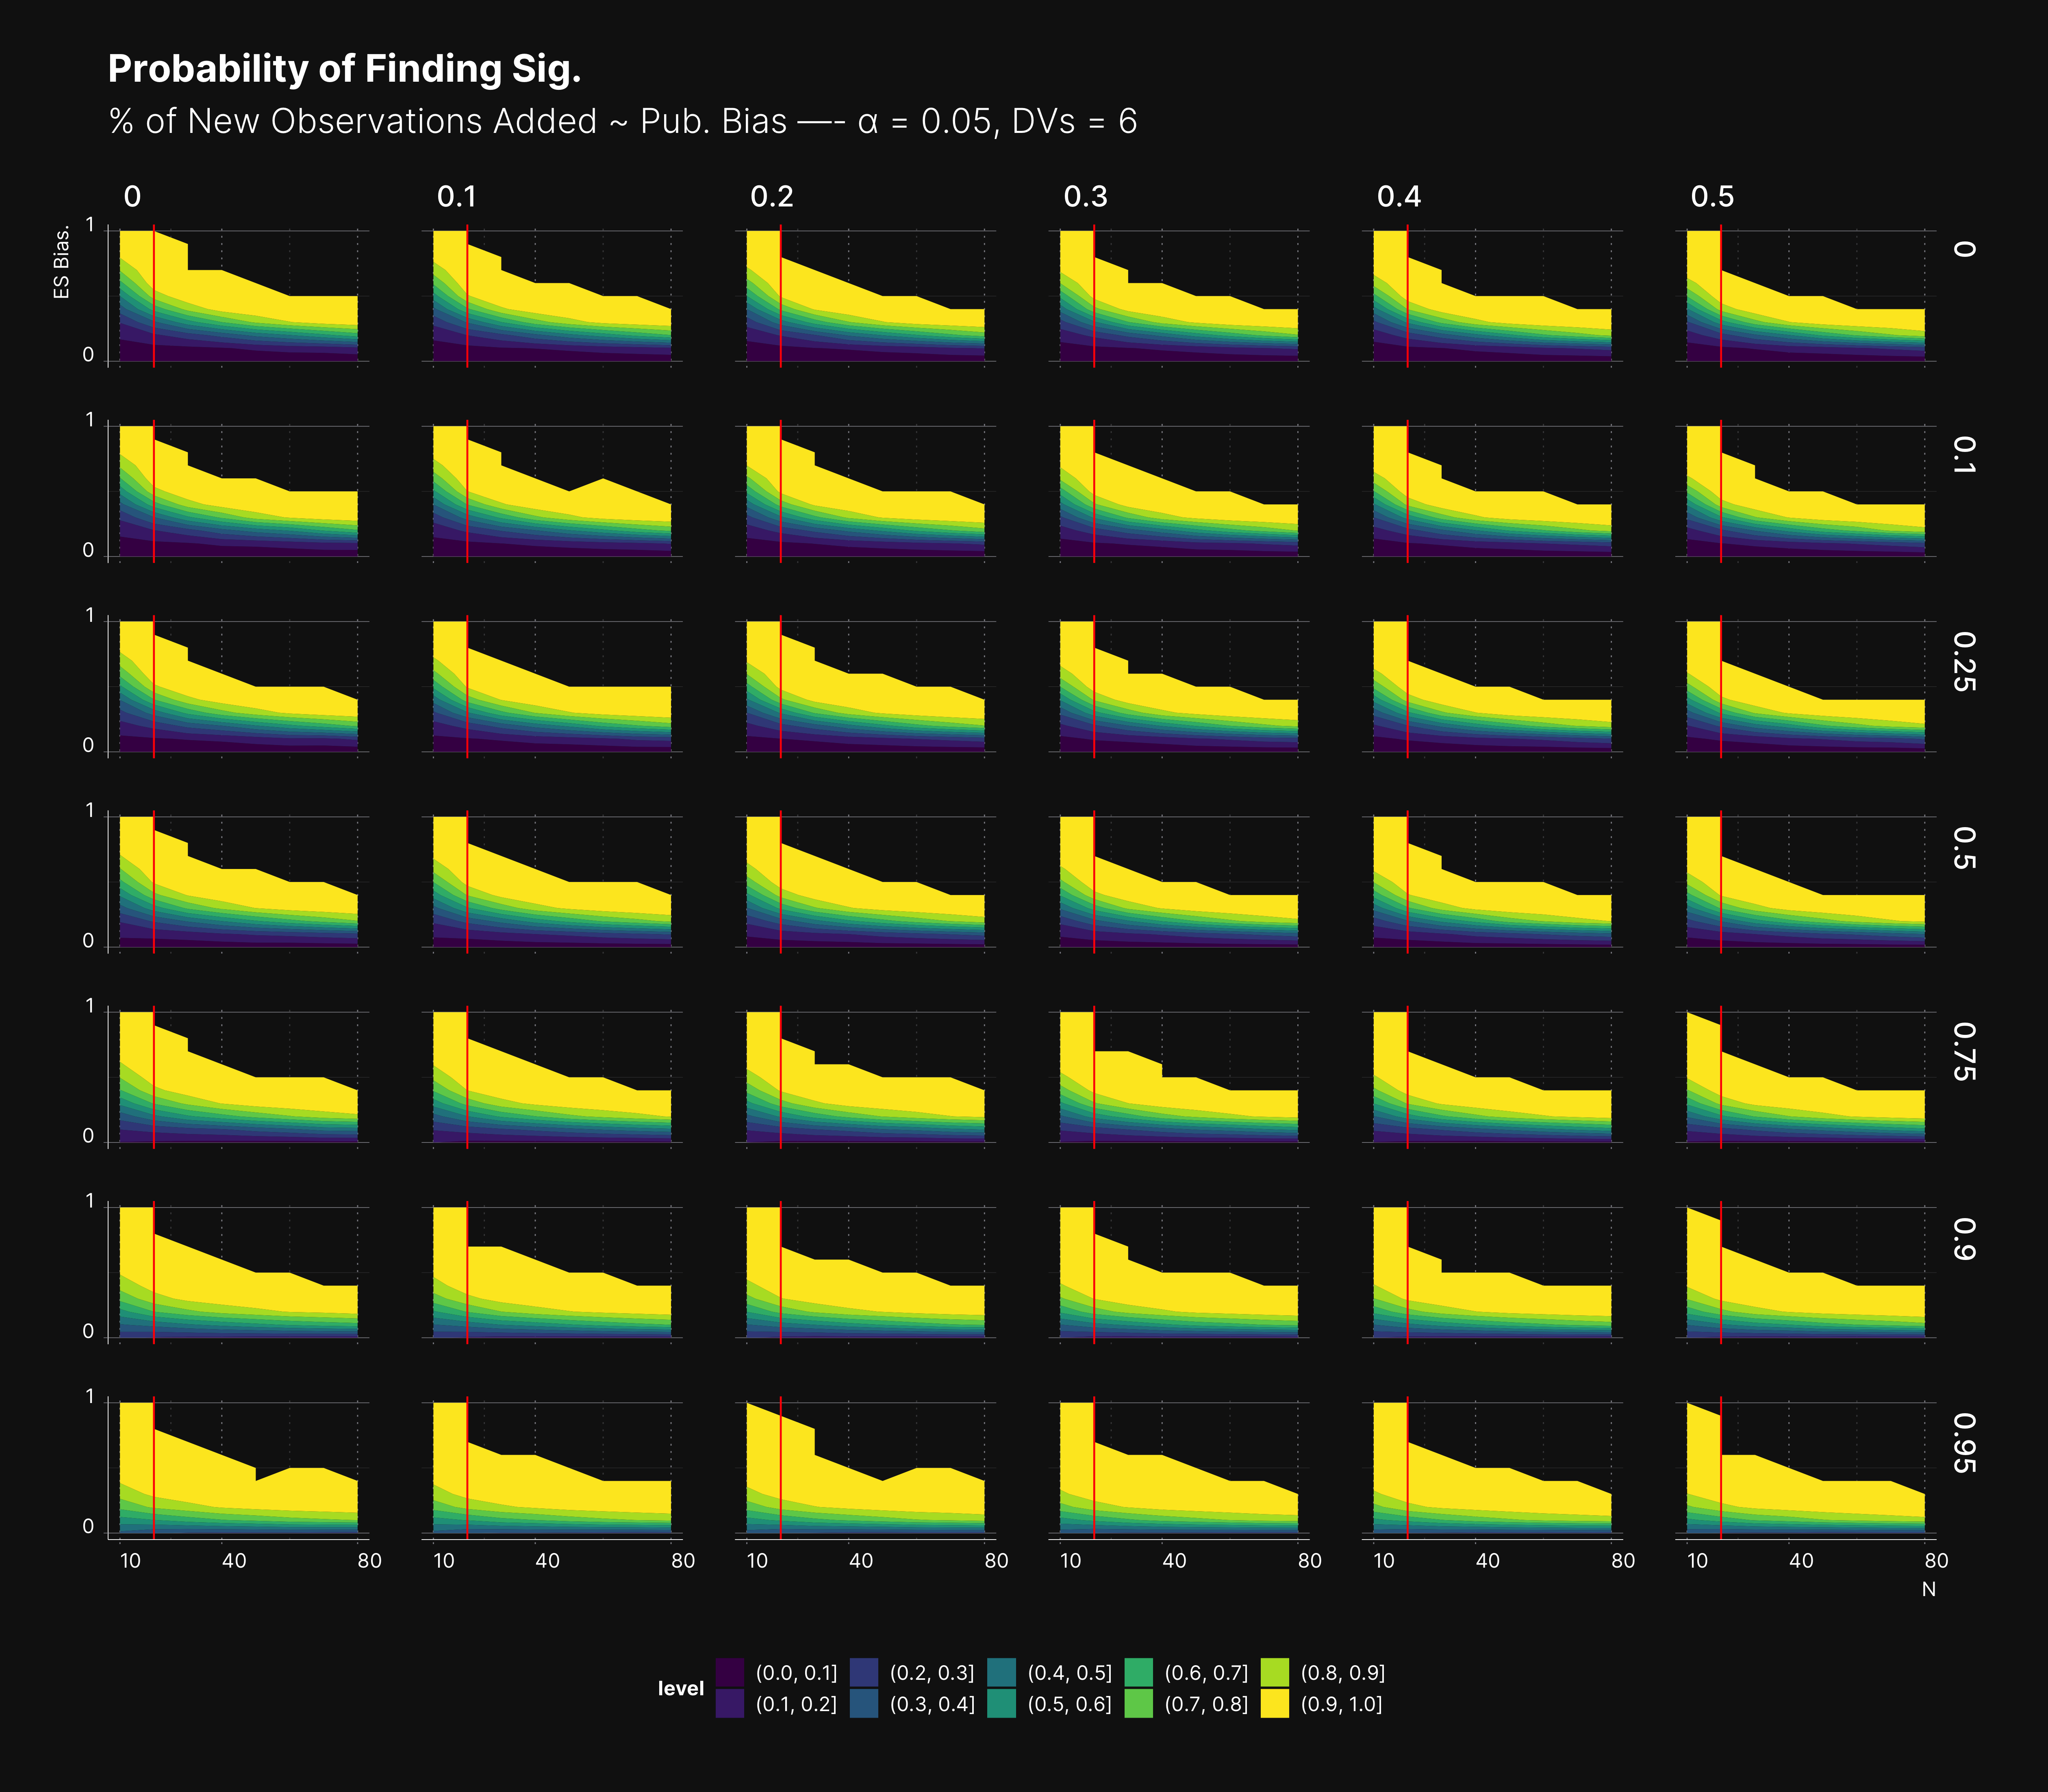 Probability of Finding Sig.
% of New Observations Added ~ Pub. Bias —- α = 0.05, DVs = 6
0 0.1 0.2 0.3 0.4 0.5
ES Bias.
1
0
0
1
0
0.1
1
0
0.25
1
0
0.5
1
0
0.75
1
0
0.9
1
0
0.95
10 40 80 10 40 80 10 40 80 10 40 80 10 40 80 10 40 80
N
level
(0.0, 0.1] (0.2, 0.3] (0.4, 0.5] (0.6, 0.7] (0.8, 0.9]
(0.1, 0.2] (0.3, 0.4] (0.5, 0.6] (0.7, 0.8] (0.9, 1.0]